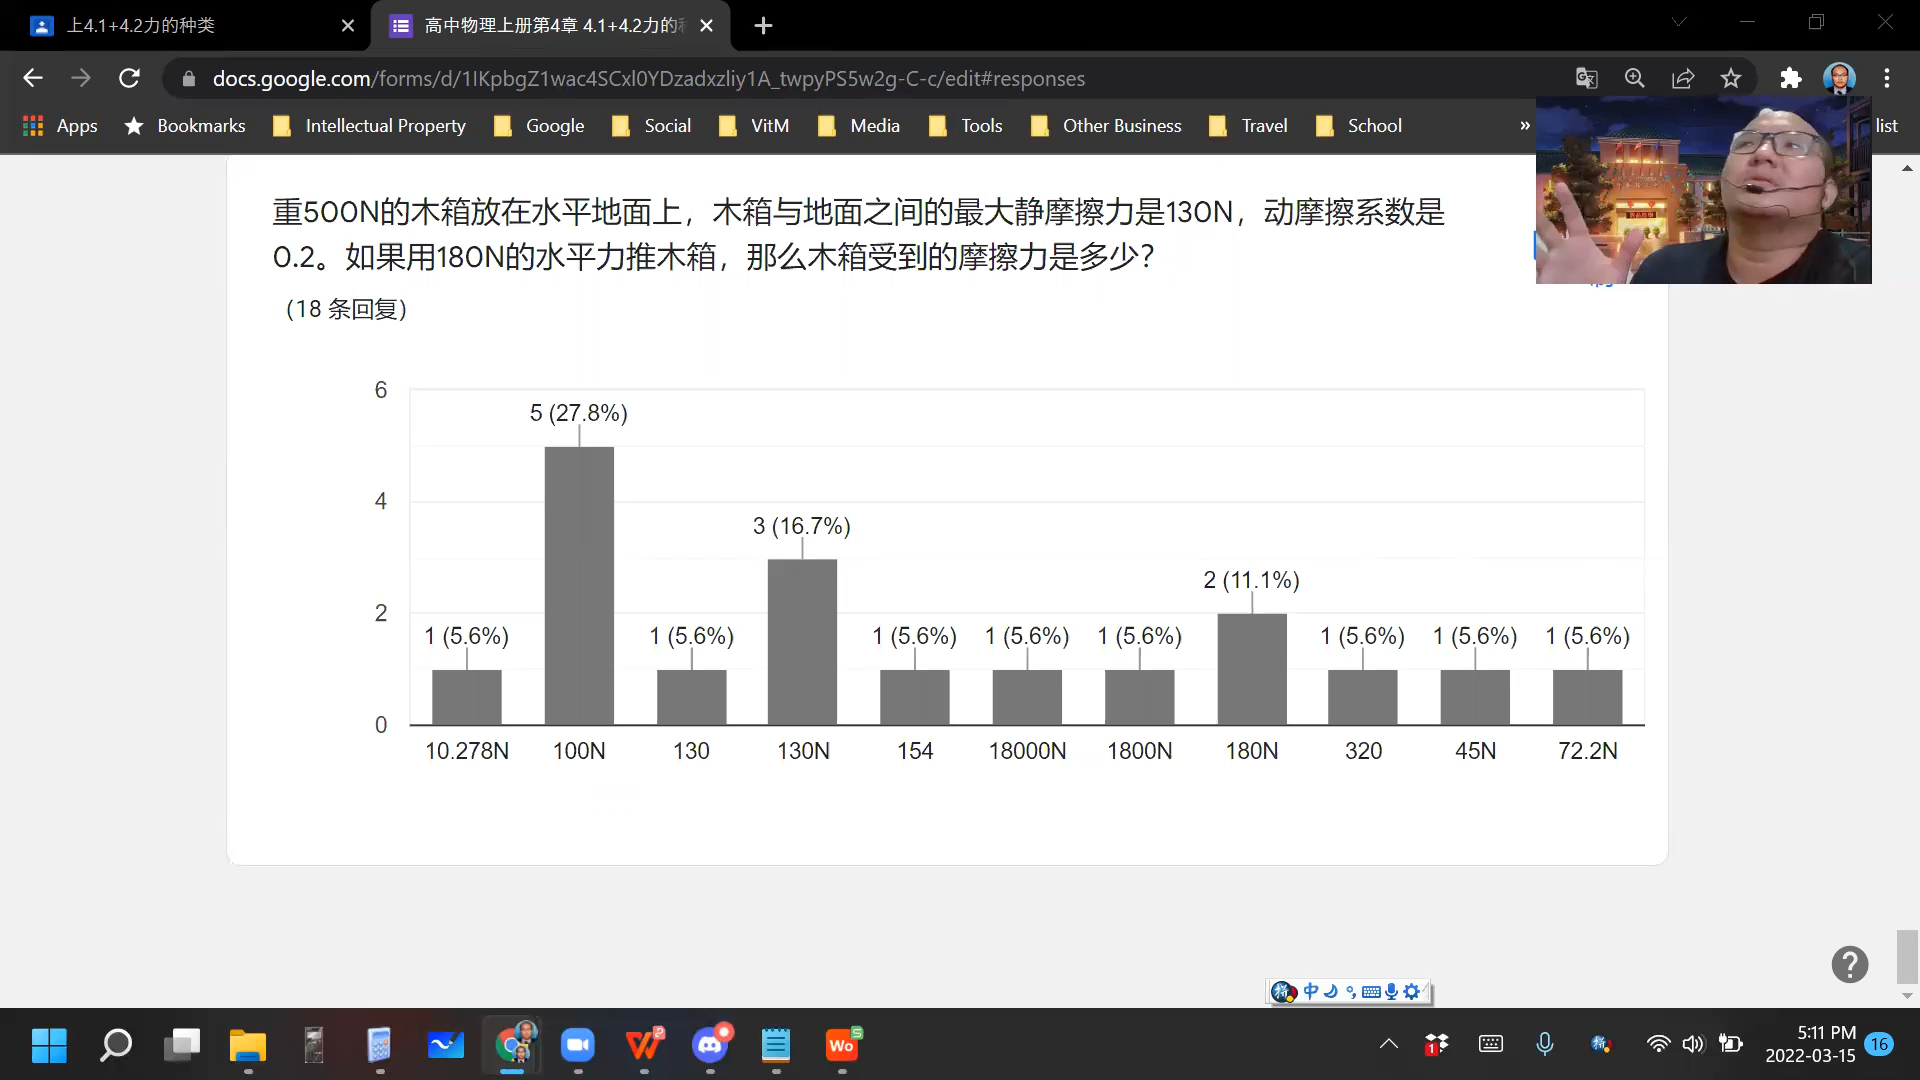 上4.1+4.2力的种类
高中物理上册第4章 4.1+4.2力的
docs.google.com/forms/d/1IKpbgZ1wac4SCxl0YDzadxzliy1A_twpyPS5w2g-C-c/edit#responses
Apps
Bookmarks
Intellectual Property
Google
Social
VitM
Media
Tools
Other Business
Travel
School
»
list
重500N的木箱放在水平地面上，木箱与地面之间的最大静摩擦力是130N，动摩擦系数是
0.2。如果用180N的水平力推木箱，那么木箱受到的摩擦力是多少？
（18 条回复）
6
4
2
0
1 (5.6%)
5 (27.8%)
1 (5.6%)
3 (16.7%)
1 (5.6%)
1 (5.6%)
1 (5.6%)
2 (11.1%)
1 (5.6%)
1 (5.6%)
1 (5.6%)
10.278N
100N
130
130N
154
18000N
1800N
180N
320
45N
72.2N
中
Wo
5:11 PM
2022-03-15
16